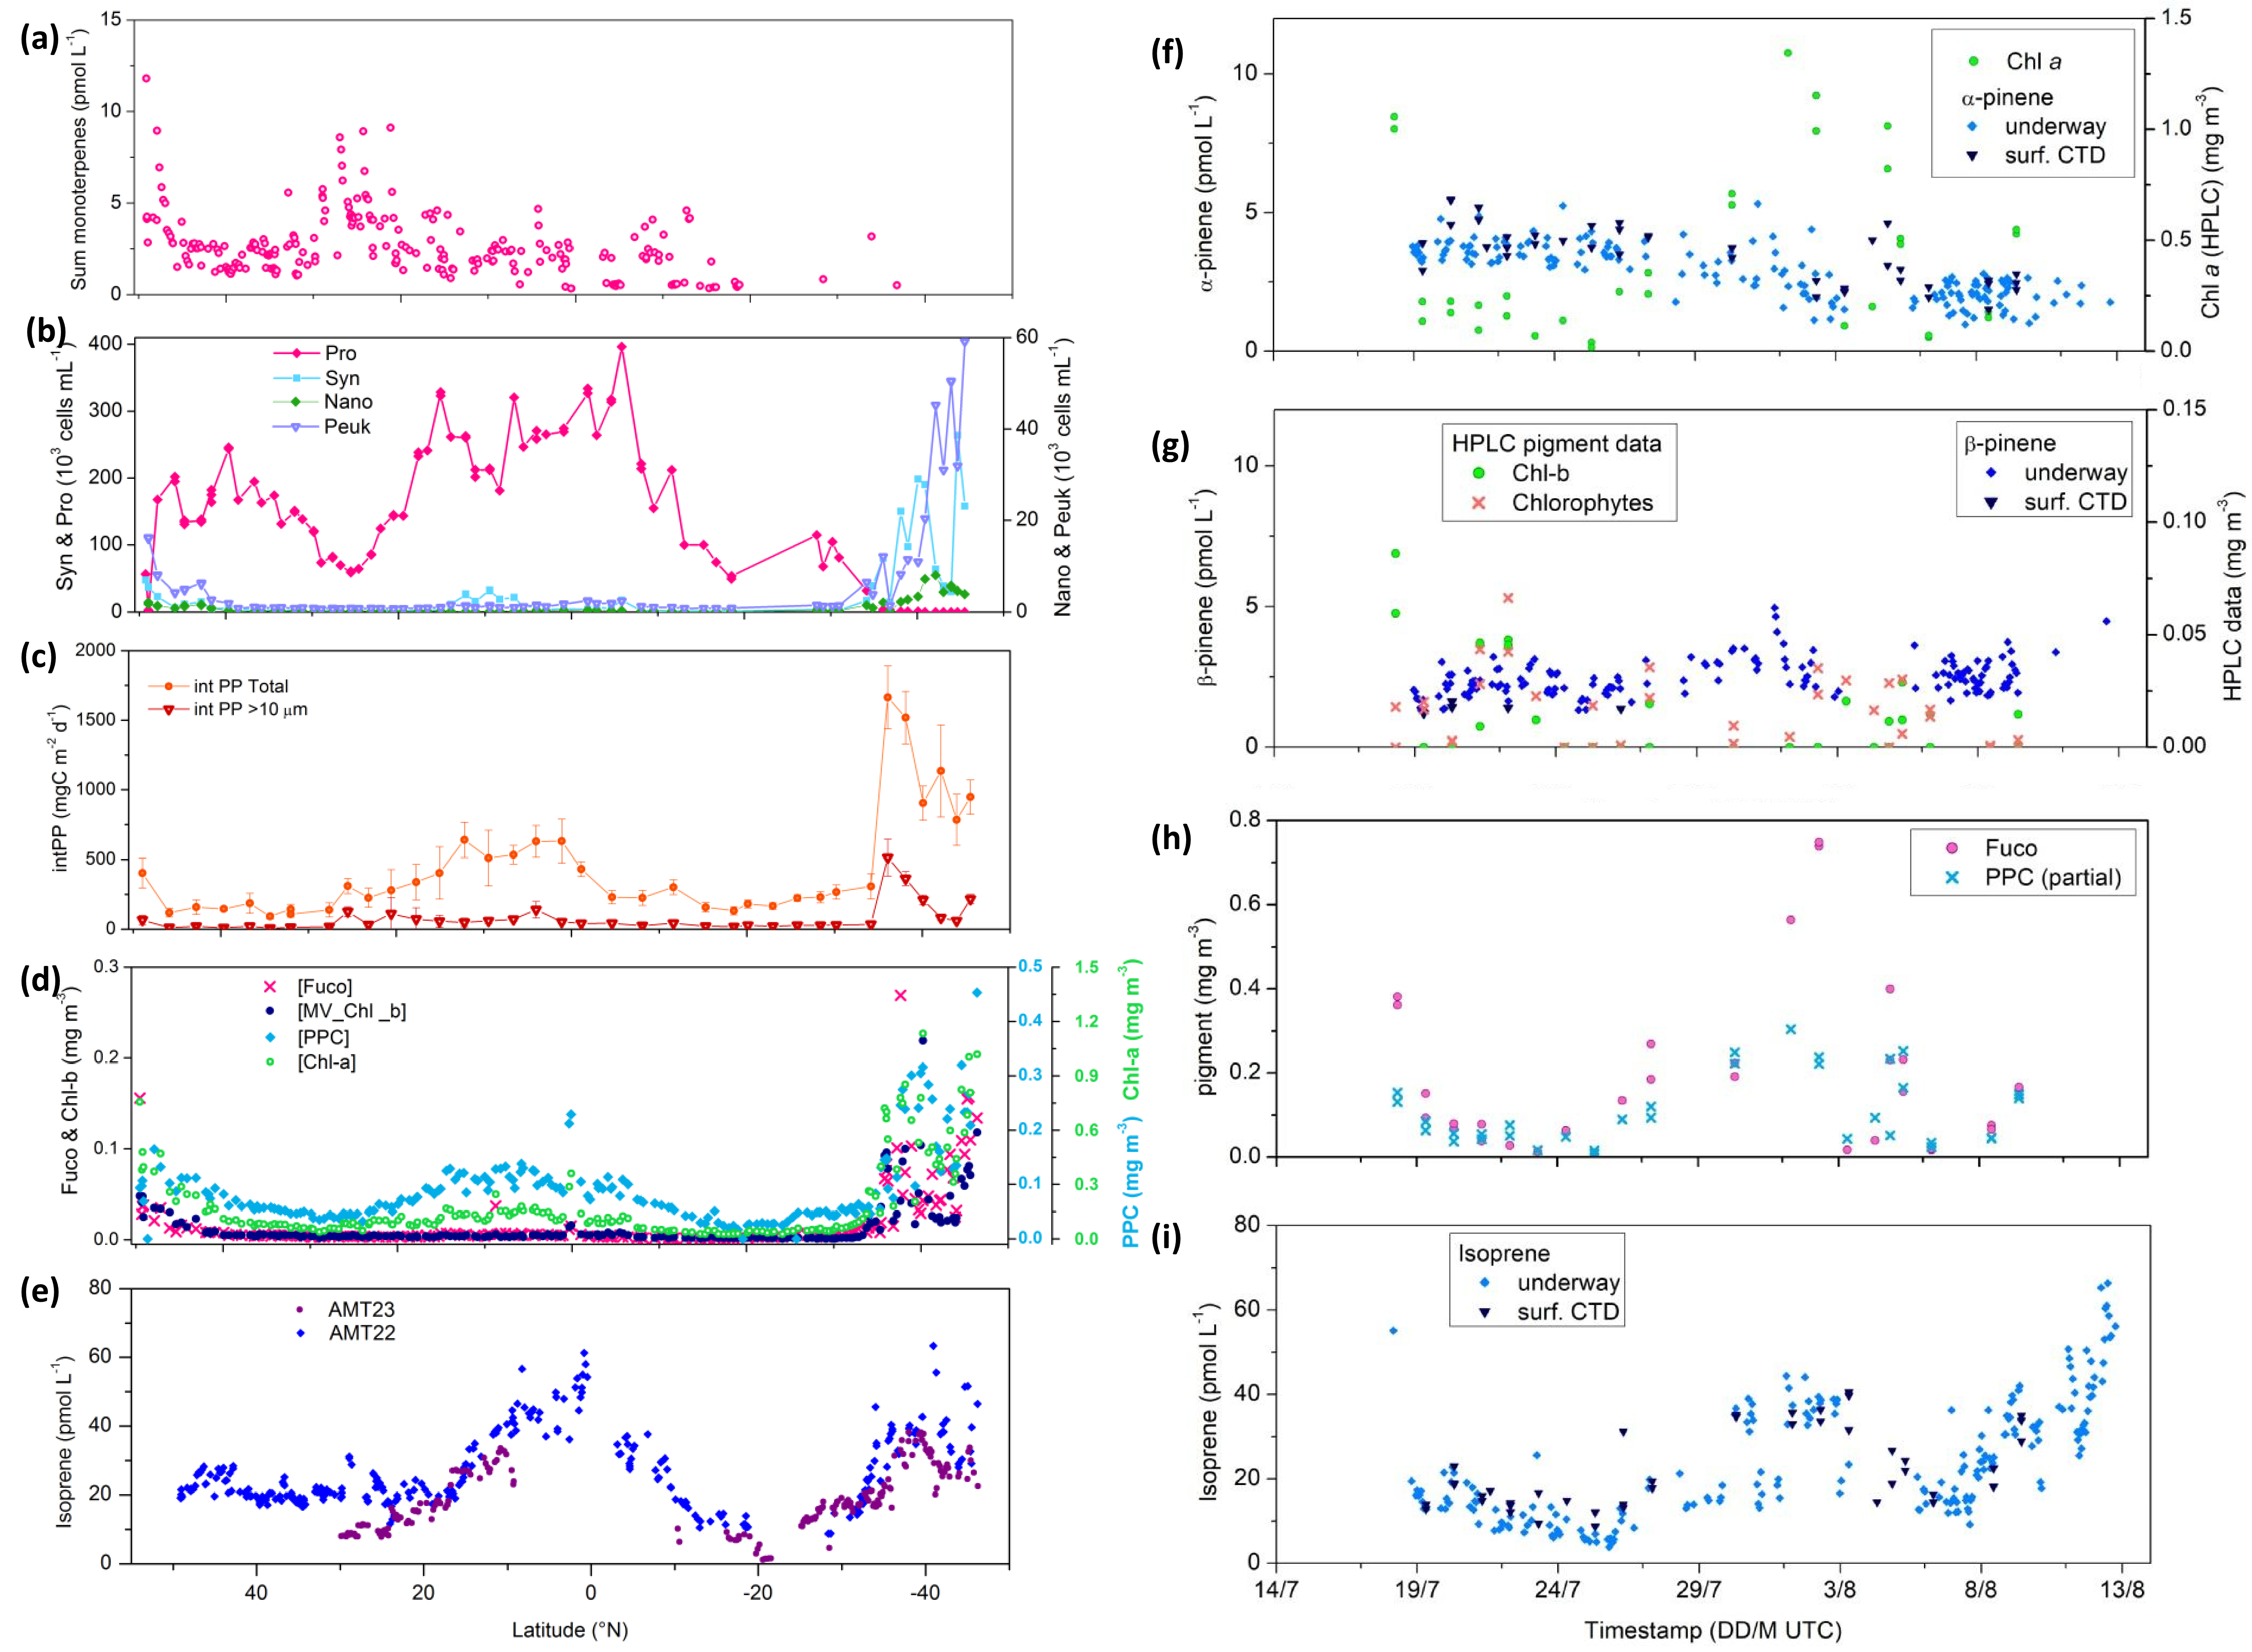 (a)
Sum monoterpenes (pmol L-1)
15
10
5
0
(b)
Syn & Pro (10³ cells mL-1)
400
300
200
100
0
Pro
Syn
Nano
Peuk
60
40
20
0
Nano & Peuk (10³ cells mL-1)
(c)
intPP (mgC m-2 d-1)
2000
1500
1000
500
0
int PP Total
int PP >10 μm
(d)
Fuco & Chl-b (mg m-3)
0.3
0.2
0.1
0.0
[Fuco]
[MV_Chl _b]
[PPC]
[Chl-a]
0.5
0.4
0.3
0.2
0.1
0.0
PPC (mg m-3)
1.5
1.2
0.9
0.6
0.3
0.0
Chl-a (mg m-3)
(e)
Isoprene (pmol L-1)
80
60
40
20
0
AMT23
AMT22
40
20
0
-20
-40
Latitude (°N)
(f)
α-pinene (pmol L-1)
10
5
0
Chl a
α-pinene
underway
surf. CTD
1.5
1.0
0.5
0.0
Chl a (HPLC) (mg m-3)
(g)
β-pinene (pmol L-1)
10
5
0
HPLC pigment data
Chl-b
Chlorophytes
β-pinene
underway
surf. CTD
0.15
0.10
0.05
0.00
HPLC data (mg m-3)
(h)
pigment (mg m-3)
0.8
0.6
0.4
0.2
0.0
Fuco
PPC (partial)
(i)
Isoprene (pmol L-1)
80
60
40
20
0
Isoprene
underway
surf. CTD
14/7
19/7
24/7
29/7
3/8
8/8
13/8
Timestamp (DD/M UTC)